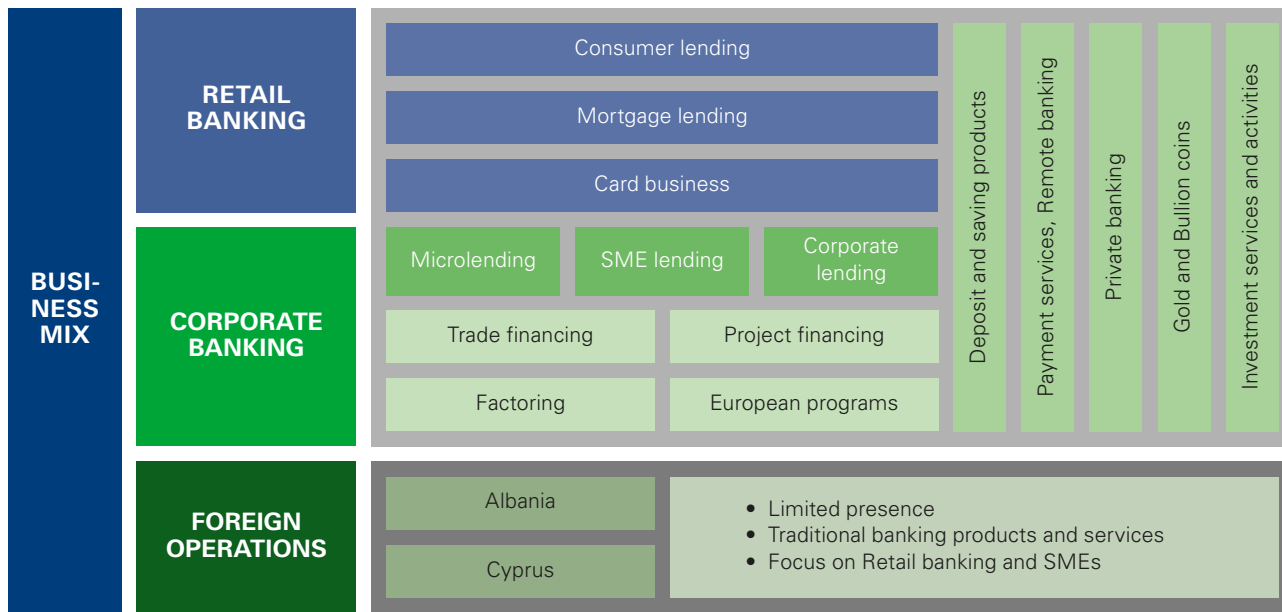 BUSI-
NESS
MIX
RETAIL
BANKING
Consumer lending
Mortgage lending
Card business
CORPORATE
BANKING
Microlending
SME lending
Corporate
lending
Trade financing
Project financing
Factoring
European programs
Deposit and saving products
Payment services, Remote banking
Private banking
Gold and Bullion coins
Investment services and activities
FOREIGN
OPERATIONS
Albania
Cyprus
• Limited presence
• Traditional banking products and services
• Focus on Retail banking and SMEs